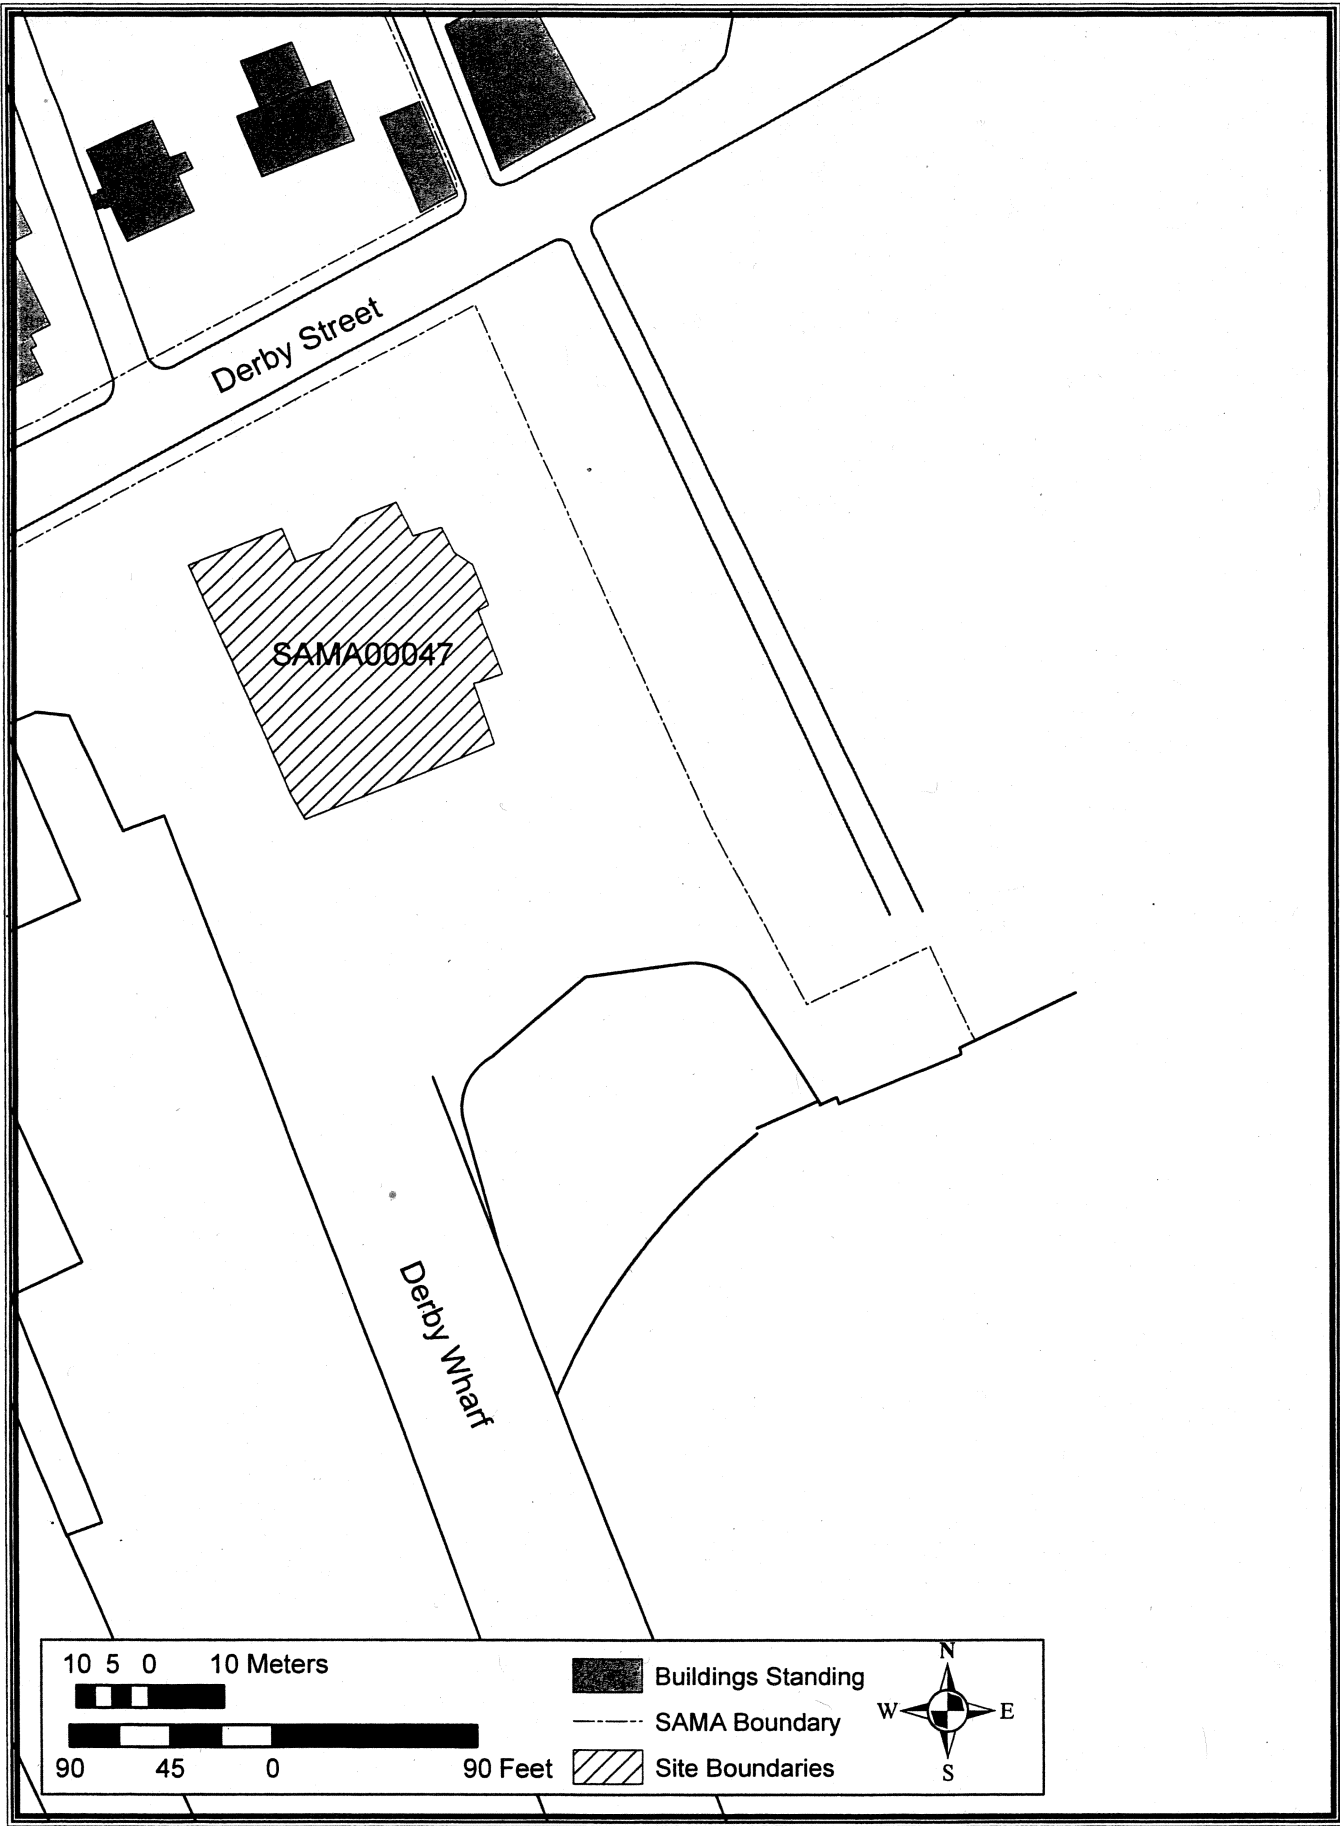 Derby Street
SAMA00047
Derby Wharf
10 5 0 10 Meters
90 45 0 90 Feet
Buildings Standing
SAMA Boundary
Site Boundaries
N
W E
S